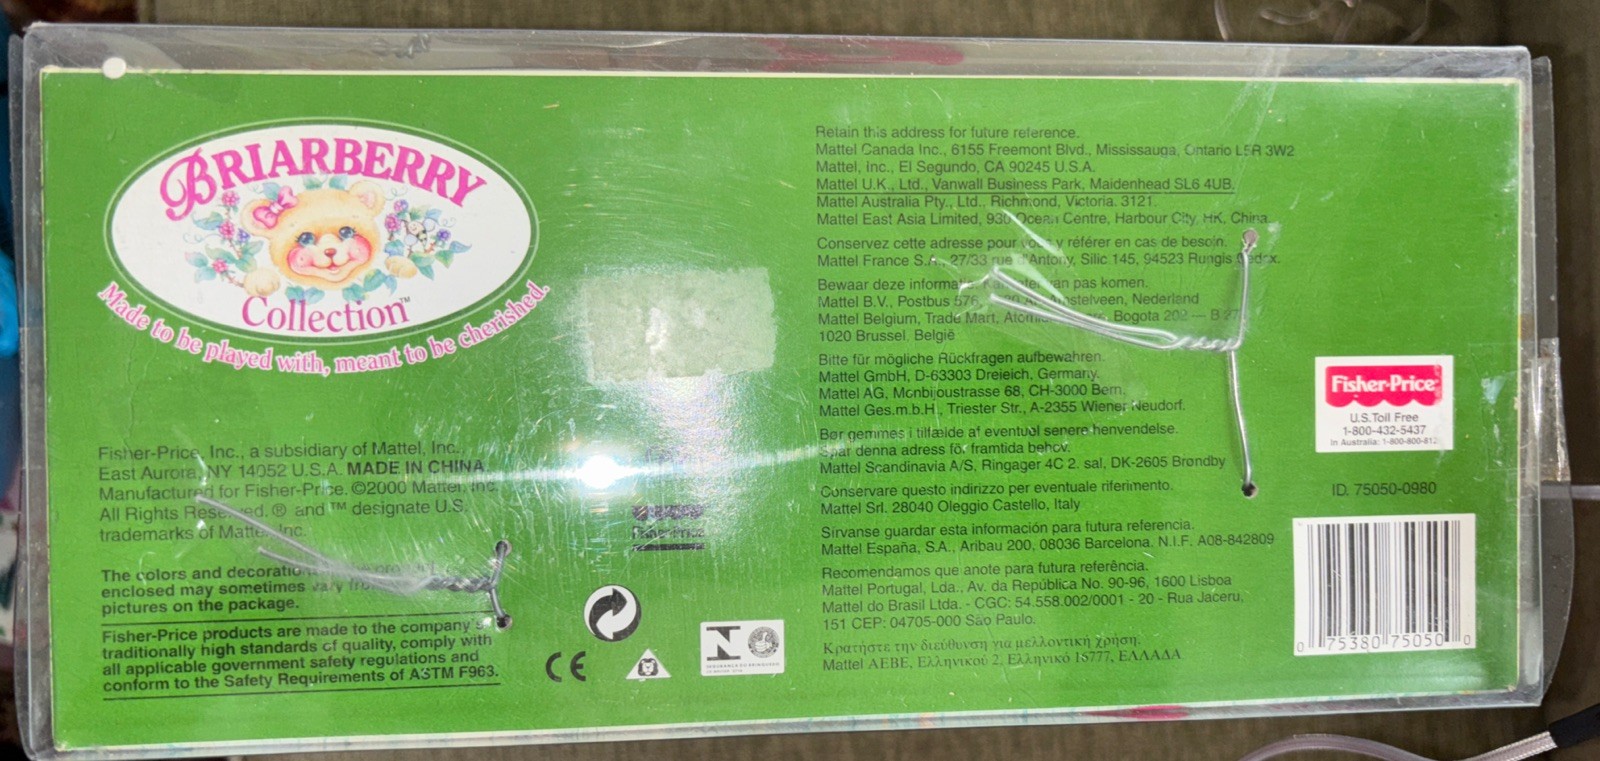 BRIARBERRY
Collection™
Made to be played with, meant to be cherished.
Fisher-Price, Inc., a subsidiary of Mattel, Inc.
East Aurora, NY 14052 U.S.A. MADE IN CHINA.
Manufactured for Fisher-Price. ©2000 Mattel, Inc.
All Rights Reserved. ® and ™ designate U.S.
trademarks of Mattel, Inc.
The colors and decorations
enclosed may sometimes vary from
pictures on the package.
Fisher-Price products are made to the company's
traditionally high standards of quality, comply with
all applicable government safety regulations and
conform to the Safety Requirements of ASTM F963.
Fisher-Price
CE
N
Retain this address for future reference.
Mattel Canada Inc., 6155 Freemont Blvd., Mississauga, Ontario L5R 3W2
Mattel, Inc., El Segundo, CA 90245 U.S.A.
Mattel U.K., Ltd., Vanwall Business Park, Maidenhead SL6 4UB.
Mattel Australia Pty., Ltd., Richmond, Victoria. 3121.
Mattel East Asia Limited, 930 Ocean Centre, Harbour City, HK, China.
Conservez cette adresse pour vous y référer en cas de besoin.
Mattel France S.A., 27/33 rue d'Antony, Silic 145, 94523 Rungis Cedex.
Bewaar deze van pas komen.
Mattel B.V., Postbus 576, Amstelveen, Nederland
Mattel Belgium, Trade Mart, Bogota 202 — B 27
1020 Brussel, België
Bitte für mögliche Rückfragen aufbewahren.
Mattel GmbH, D-63303 Dreieich, Germany.
Mattel AG, Monbijoustrasse 68, CH-3000 Bern.
Mattel Ges.m.b.H., Triester Str., A-2355 Wiener Neudorf.
Bør gemmes i tilfælde af eventuel senere henvendelse.
Spar denna adress för framtida behov.
Mattel Scandinavia A/S, Ringager 4C 2. sal, DK-2605 Brøndby
Conservare questo indirizzo per eventuale riferimento.
Mattel Srl. 28040 Oleggio Castello, Italy
Sírvanse guardar esta información para futura referencia.
Mattel España, S.A., Aribau 200, 08036 Barcelona. N.I.F. A08-842809
Recomendamos que anote para futura referência.
Mattel Portugal, Lda., Av. da República No. 90-96, 1600 Lisboa
Mattel do Brasil Ltda. - CGC: 54.558.002/0001 - 20 - Rua Jaceru,
151 CEP: 04705-000 São Paulo.
Κρατήστε την διεύθυνση για μελλοντική χρήση.
Mattel ΑΕΒΕ, Ελληνικού 2, Ελληνικό 16777, ΕΛΛΑΔΑ
Fisher-Price
U.S. Toll Free
1-800-432-5437
In Australia: 1-800-800-812
ID. 75050-0980
0 75380 75050 0